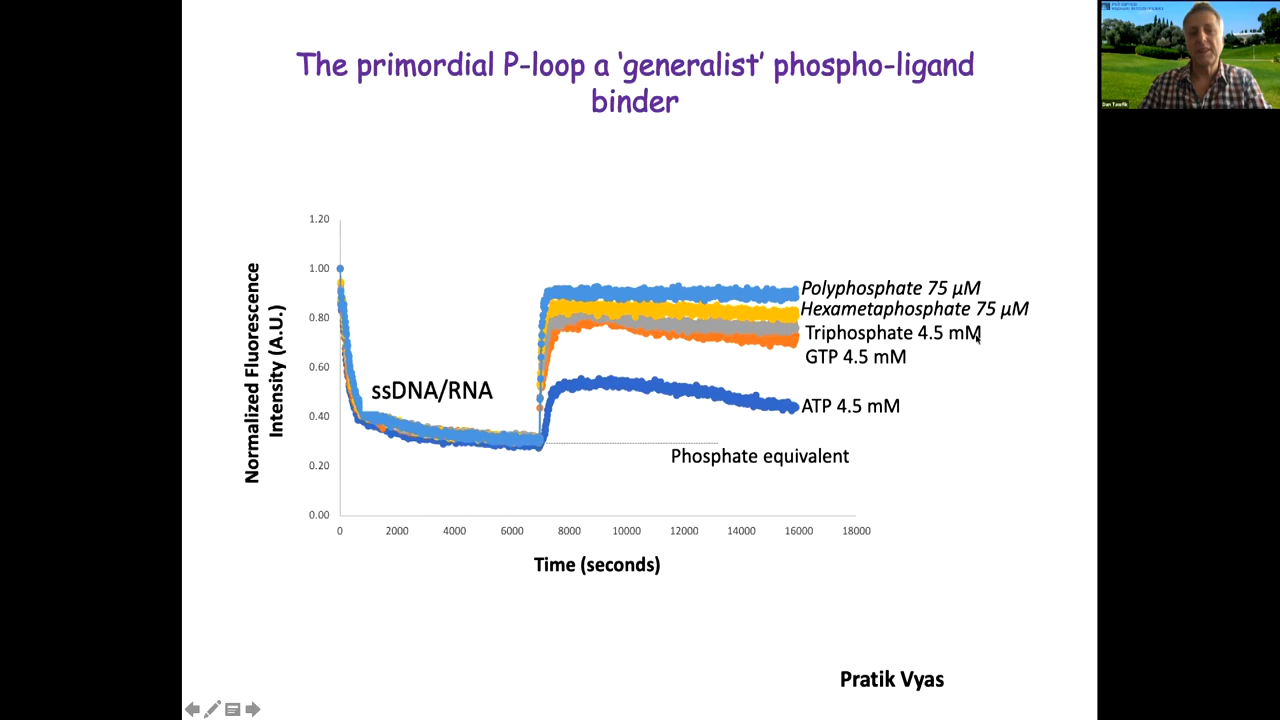 The primordial P-loop a ‘generalist’ phospho-ligand
binder
Dan Tawfik
Normalized Fluorescence
Intensity (A.U.)
1.20
1.00
0.80
0.60
0.40
0.20
0.00
ssDNA/RNA
Polyphosphate 75 µM
Hexametaphosphate 75 µM
Triphosphate 4.5 mM
GTP 4.5 mM
ATP 4.5 mM
Phosphate equivalent
0 2000 4000 6000 8000 10000 12000 14000 16000 18000
Time (seconds)
Pratik Vyas